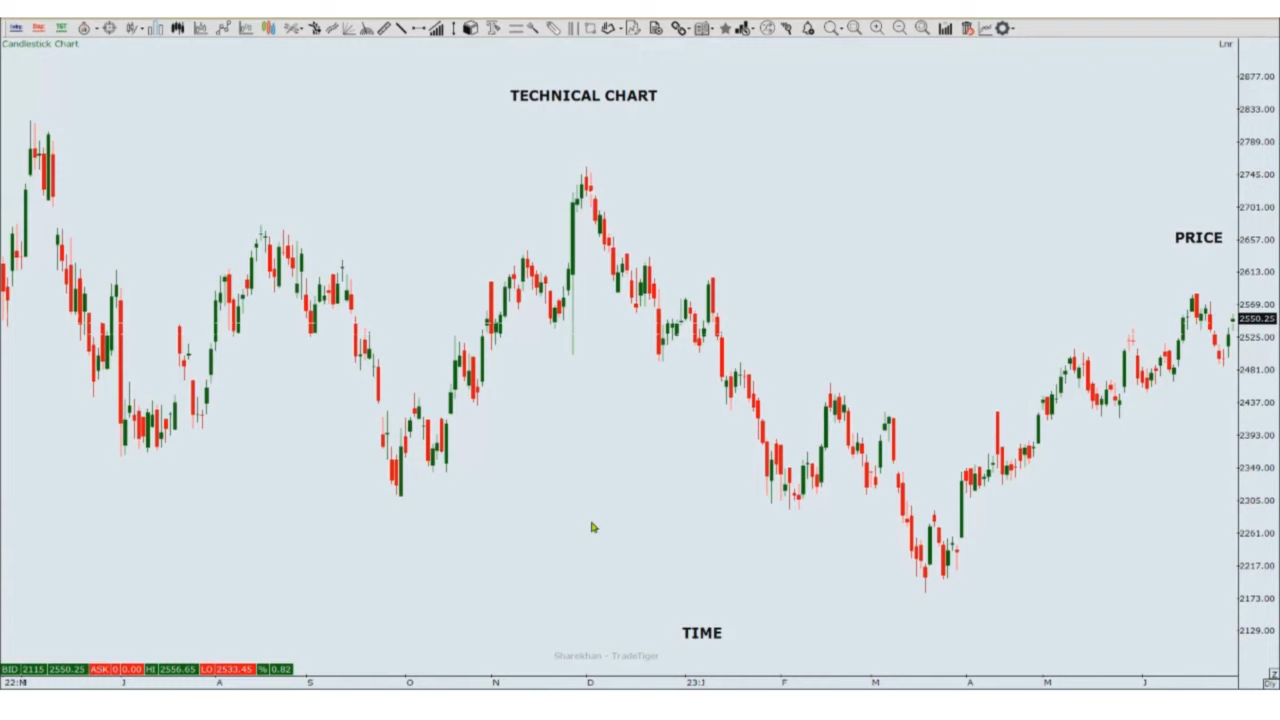 Candlestick Chart
Lnr
TECHNICAL CHART
PRICE
2877.00
2833.00
2789.00
2745.00
2701.00
2657.00
2613.00
2569.00
2550.25
2525.00
2481.00
2437.00
2393.00
2349.00
2305.00
2261.00
2217.00
2173.00
2129.00
TIME
Sharekhan - TradeTiger
BID 2115 2550.25 ASK 0 0.00 HI 2556.65 LO 2533.45 % 0.82
J A S O N D 23:J F M A M J